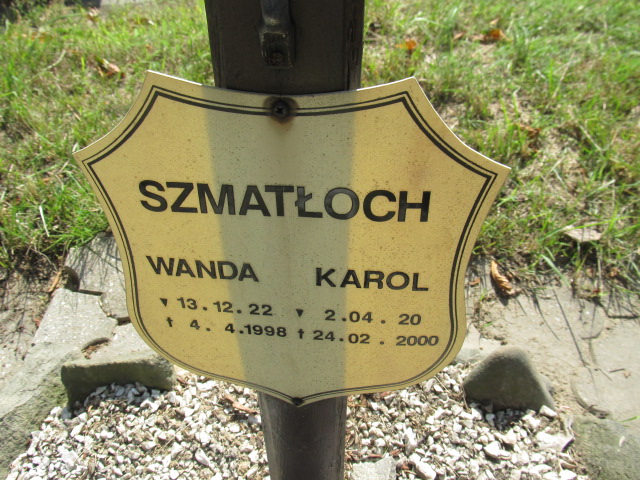 SZMATŁOCH
WANDA KAROL
▾ 13.12.22 ▾ 2.04.20
† 4.4.1998 † 24.02.2000